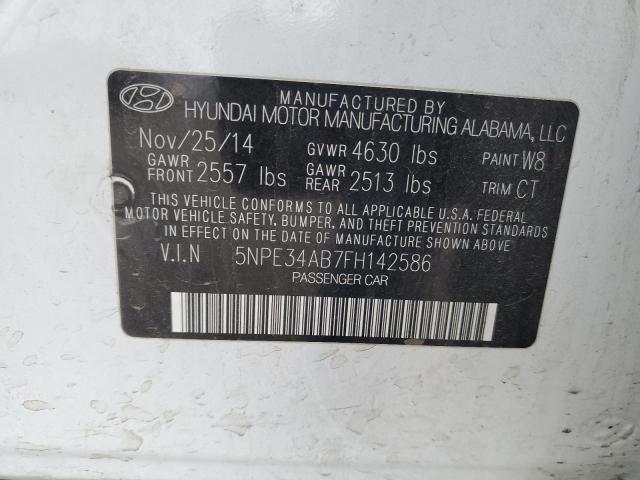 MANUFACTURED BY
HYUNDAI MOTOR MANUFACTURING ALABAMA, LLC
Nov/25/14 GVWR 4630 lbs PAINT W8
GAWR FRONT 2557 lbs GAWR REAR 2513 lbs TRIM CT
THIS VEHICLE CONFORMS TO ALL APPLICABLE U.S.A. FEDERAL
MOTOR VEHICLE SAFETY, BUMPER, AND THEFT PREVENTION STANDARDS
IN EFFECT ON THE DATE OF MANUFACTURE SHOWN ABOVE.
V.I.N 5NPE34AB7FH142586
PASSENGER CAR